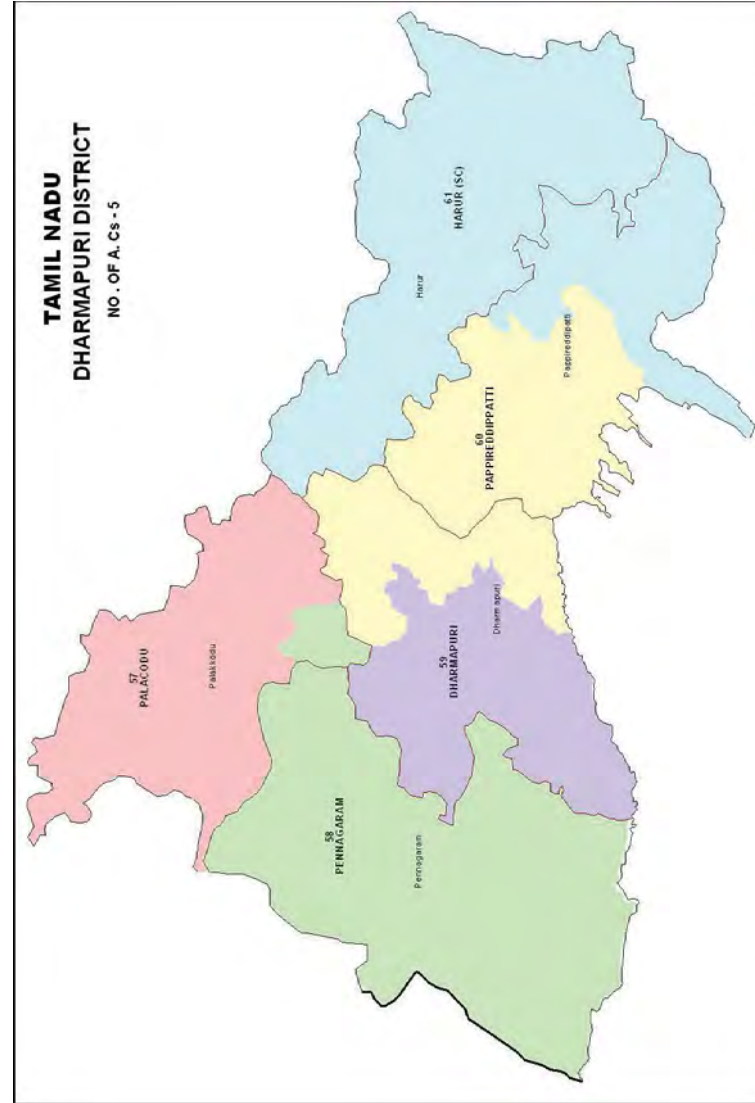 TAMIL NADU
DHARMAPURI DISTRICT
NO. OF A. Cs - 5
57
PALACODU
Palakkodu
58
PENNAGARAM
Pennagaram
59
DHARMAPURI
Dharmapuri
60
PAPPIREDDIPPATTI
Pappireddipatti
61
HARUR (SC)
Harur